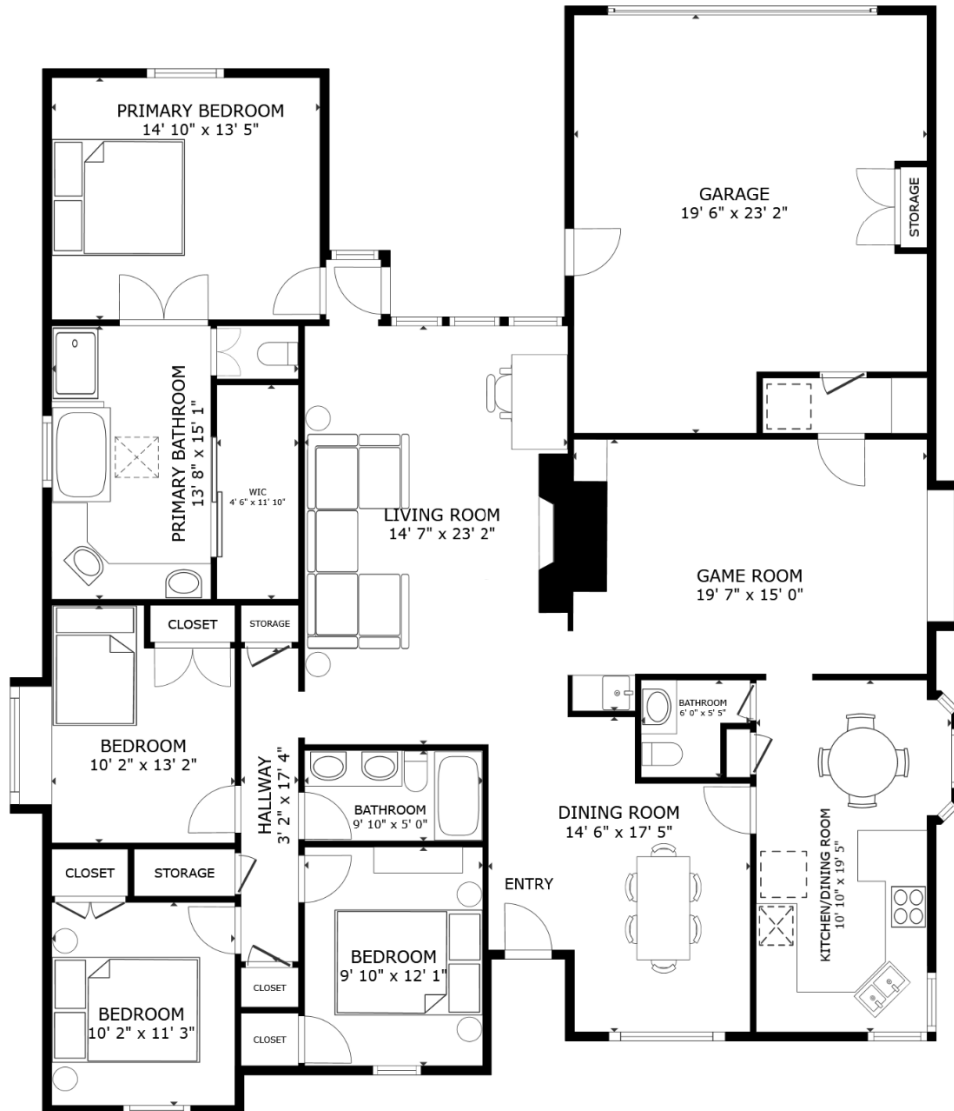 PRIMARY BEDROOM
14' 10" x 13' 5"
GARAGE
19' 6" x 23' 2"
STORAGE
PRIMARY BATHROOM
13' 8" x 15' 1"
WIC
4' 6" x 11' 10"
LIVING ROOM
14' 7" x 23' 2"
GAME ROOM
19' 7" x 15' 0"
CLOSET
STORAGE
BEDROOM
10' 2" x 13' 2"
HALLWAY
3' 2" x 17' 4"
BATHROOM
9' 10" x 5' 0"
BATHROOM
6' 0" x 5' 5"
DINING ROOM
14' 6" x 17' 5"
KITCHEN/DINING ROOM
10' 10" x 19' 5"
CLOSET
STORAGE
ENTRY
BEDROOM
9' 10" x 12' 1"
CLOSET
BEDROOM
10' 2" x 11' 3"
CLOSET